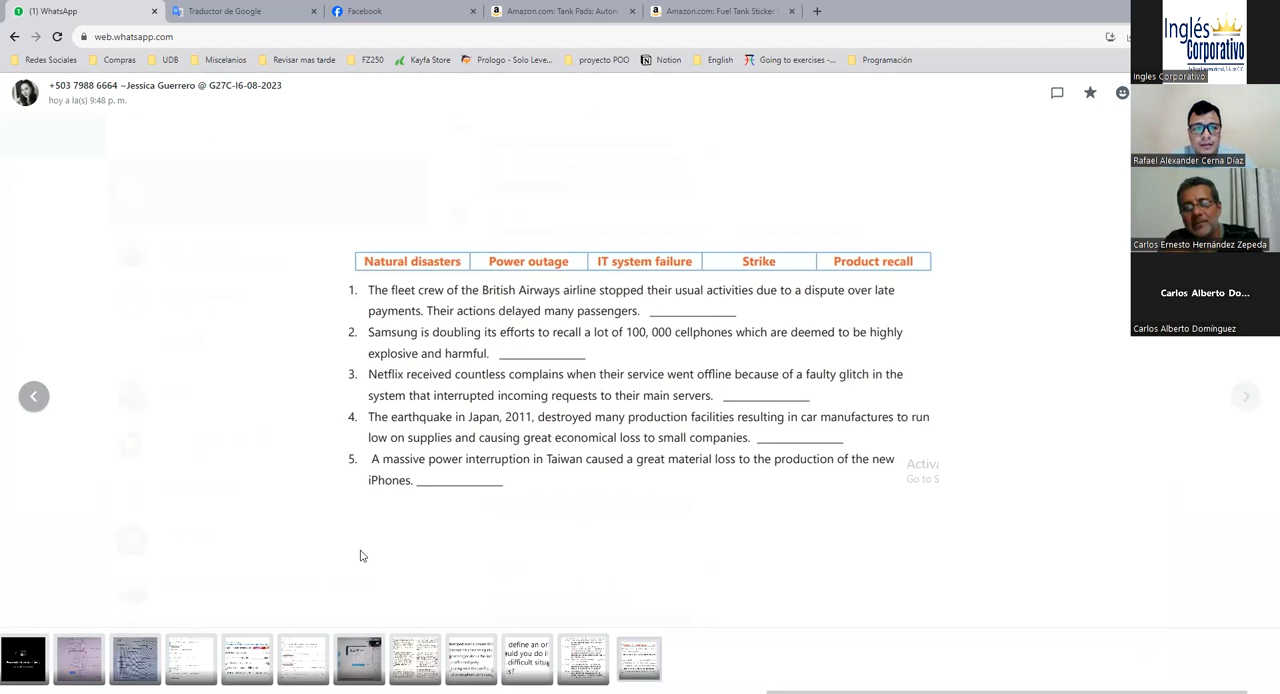 (1) WhatsApp
Traductor de Google
Facebook
Amazon.com: Tank Pads: Auton
Amazon.com: Fuel Tank Sticker
web.whatsapp.com
Redes Sociales
Compras
UDB
Miscelanios
Revisar mas tarde
FZ250
Kayfa Store
Prologo - Solo Leve...
proyecto POO
Notion
English
Going to exercises -...
Programación
+503 7988 6664 ~Jessica Guerrero @ G27C-I6-08-2023
hoy a la(s) 9:48 p. m.
Inglés
Corporativo
Ingles Corporativo
Rafael Alexander Cerna Díaz
Carlos Ernesto Hernández Zepeda
Carlos Alberto Do...
Carlos Alberto Domínguez
Natural disasters Power outage IT system failure Strike Product recall
1. The fleet crew of the British Airways airline stopped their usual activities due to a dispute over late
payments. Their actions delayed many passengers. ____________
2. Samsung is doubling its efforts to recall a lot of 100, 000 cellphones which are deemed to be highly
explosive and harmful. ____________
3. Netflix received countless complains when their service went offline because of a faulty glitch in the
system that interrupted incoming requests to their main servers. ____________
4. The earthquake in Japan, 2011, destroyed many production facilities resulting in car manufactures to run
low on supplies and causing great economical loss to small companies. ____________
5. A massive power interruption in Taiwan caused a great material loss to the production of the new
iPhones. ____________
Activa
Go to S
define an or
uld you do i
difficult situ
is?